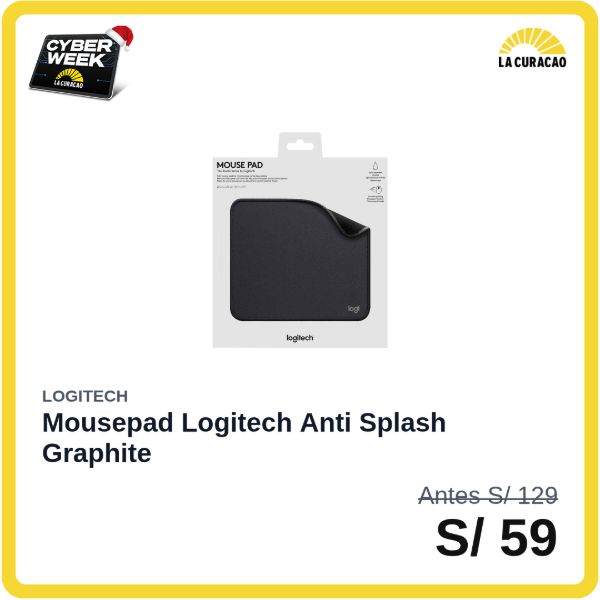 CYBER
WEEK
LA CURACAO
LA CURACAO
MOUSE PAD
logi
logitech
LOGITECH
Mousepad Logitech Anti Splash
Graphite
Antes S/ 129
S/ 59